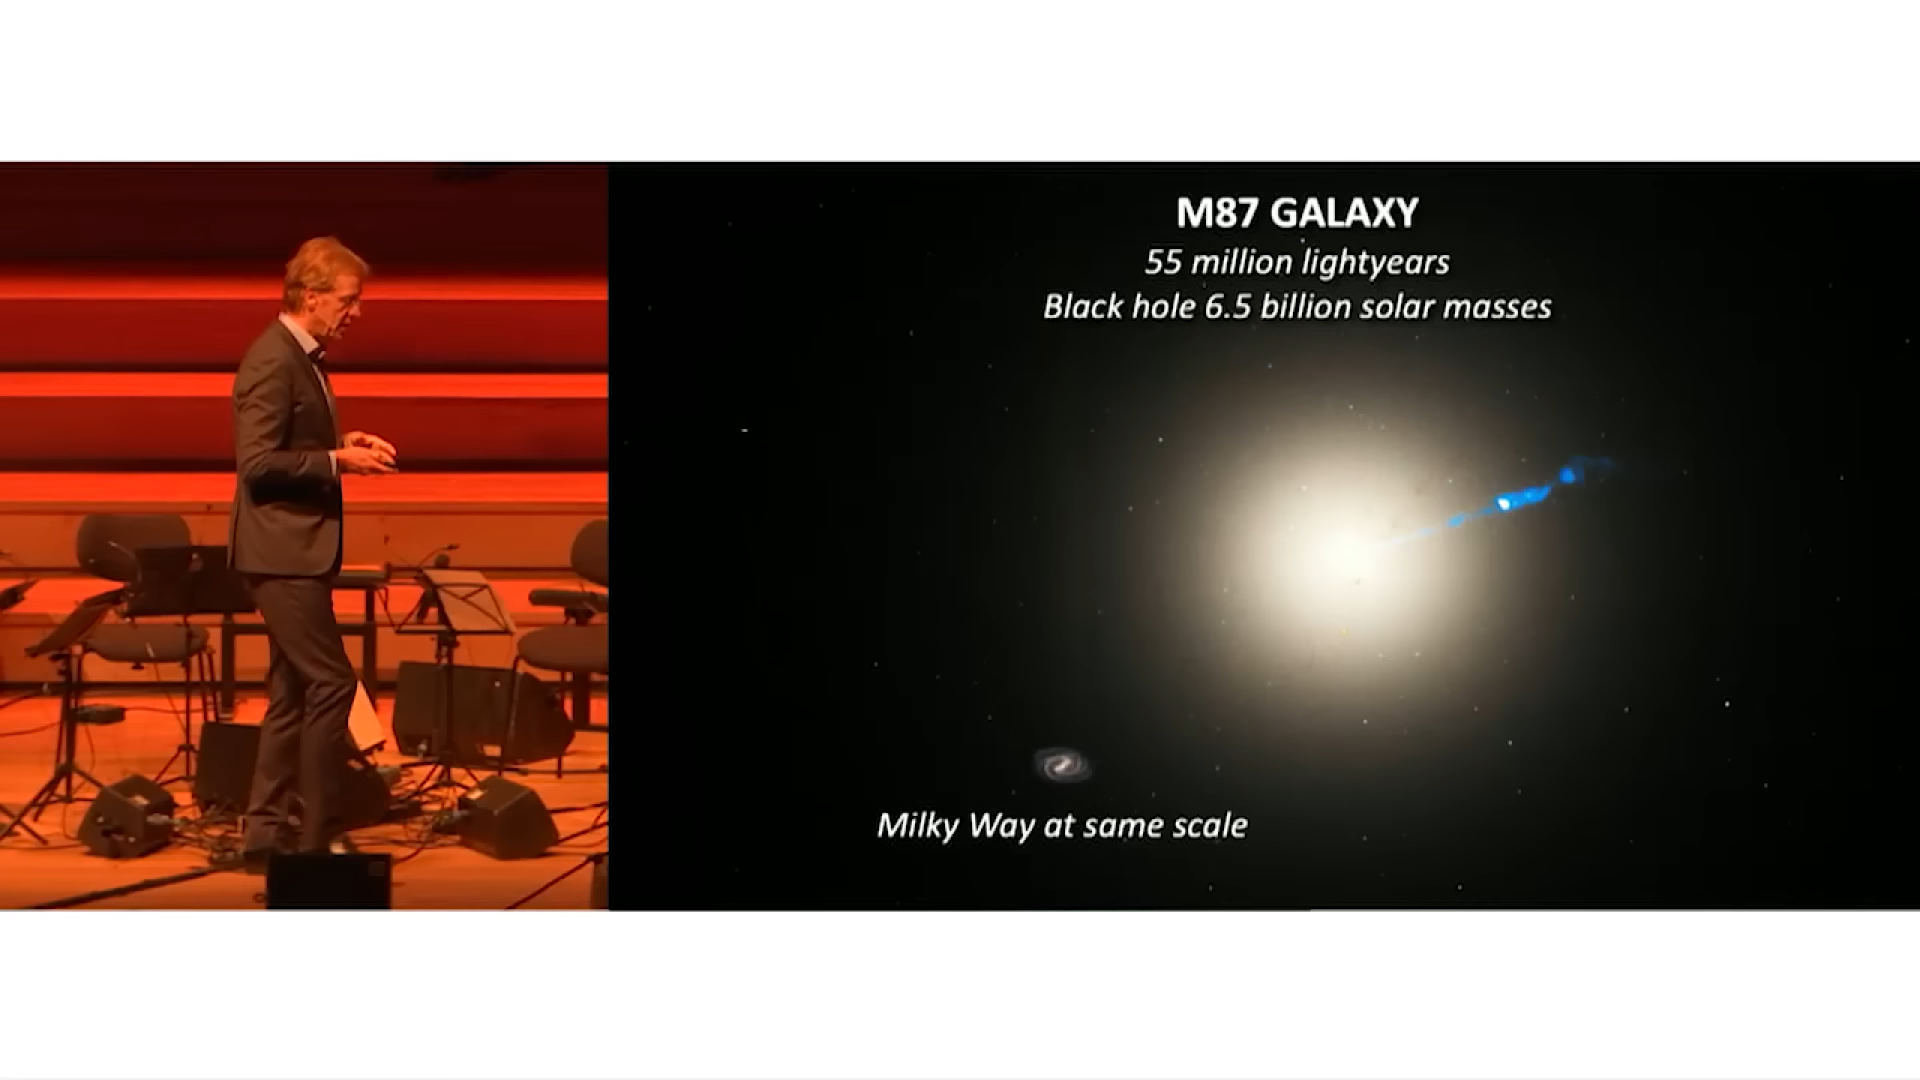 M87 GALAXY
55 million lightyears
Black hole 6.5 billion solar masses
Milky Way at same scale